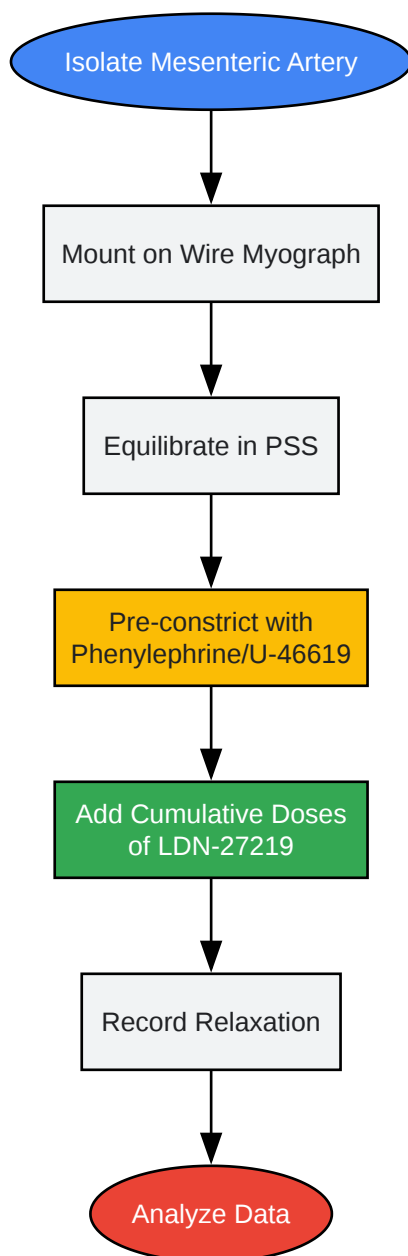 Isolate Mesenteric Artery
Mount on Wire Myograph
Equilibrate in PSS
Pre-constrict with
Phenylephrine/U-46619
Add Cumulative Doses
of LDN-27219
Record Relaxation
Analyze Data